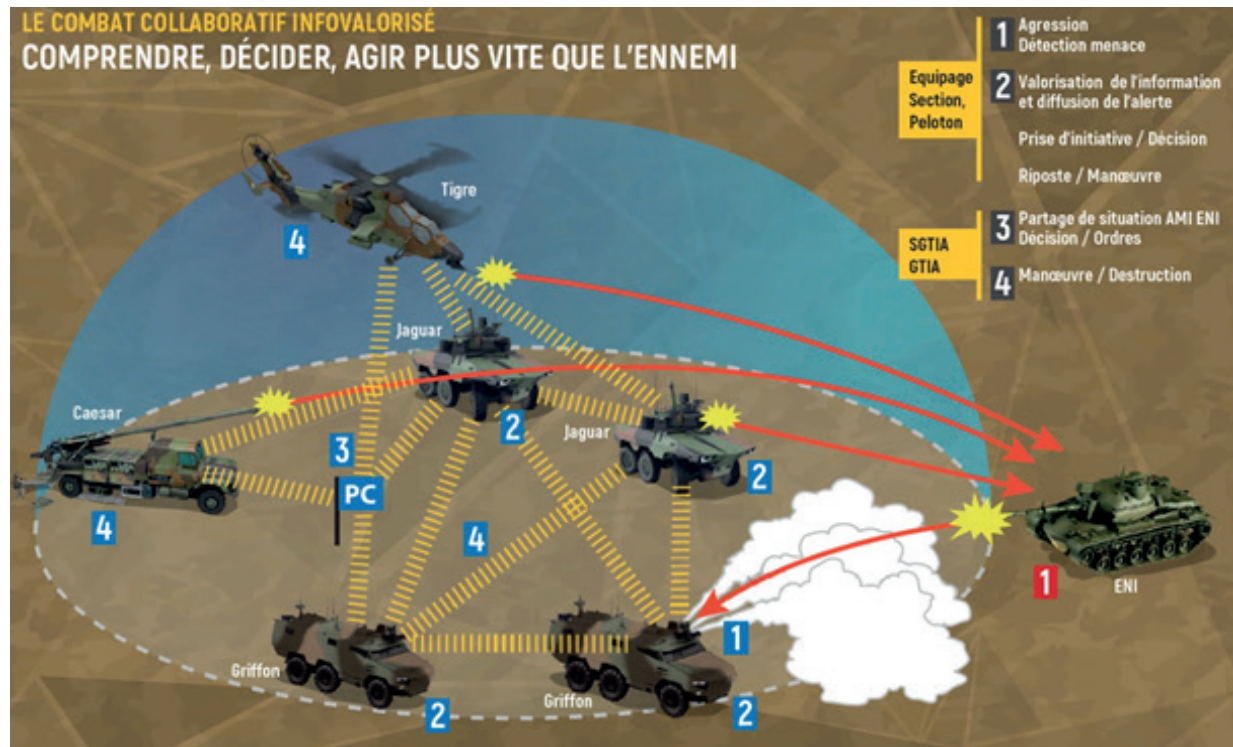 LE COMBAT COLLABORATIF INFOVALORISÉ
COMPRENDRE, DÉCIDER, AGIR PLUS VITE QUE L'ENNEMI
Equipage
Section,
Peloton
1 Agression
Détection menace
2 Valorisation de l'information
et diffusion de l'alerte
Prise d'initiative / Décision
Riposte / Manœuvre
SGTIA
GTIA
3 Partage de situation AMI ENI
Décision / Ordres
4 Manœuvre / Destruction
Tigre
4
Jaguar
2
Caesar
4
3
PC
Jaguar
2
4
ENI
1
1
Griffon
2
Griffon
2